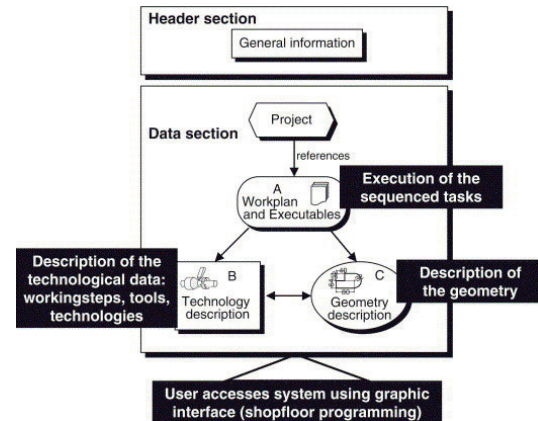 Header section
General information
Data section
Project
references
A
Workplan
and Executables
Execution of the
sequenced tasks
Description of the
technological data:
workingsteps, tools,
technologies
B
Technology
description
C
Geometry
description
Description of
the geometry
User accesses system using graphic
interface (shopfloor programming)